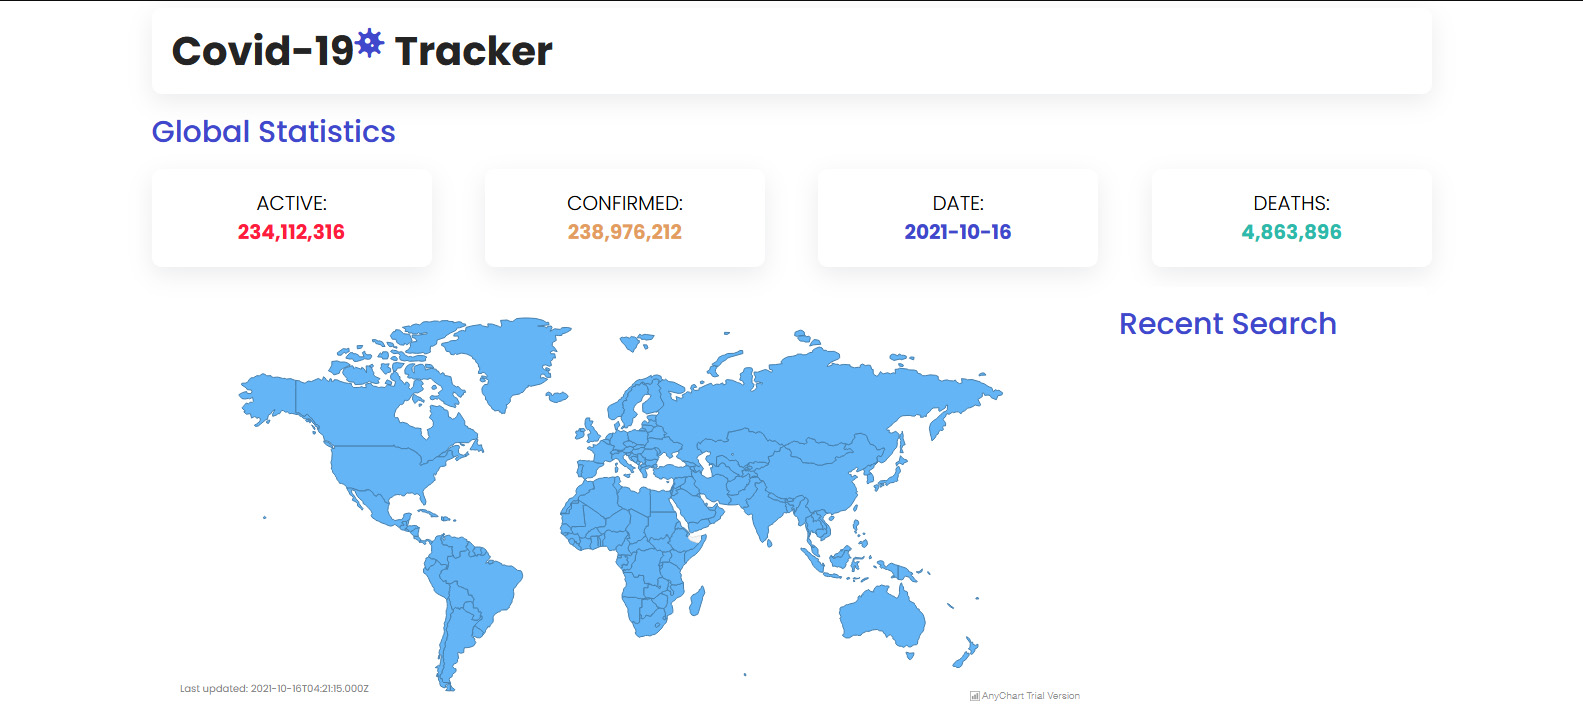 Covid-19 Tracker
Global Statistics
ACTIVE:
234,112,316
CONFIRMED:
238,976,212
DATE:
2021-10-16
DEATHS:
4,863,896
Recent Search
Last updated: 2021-10-16T04:21:15.000Z
AnyChart Trial Version